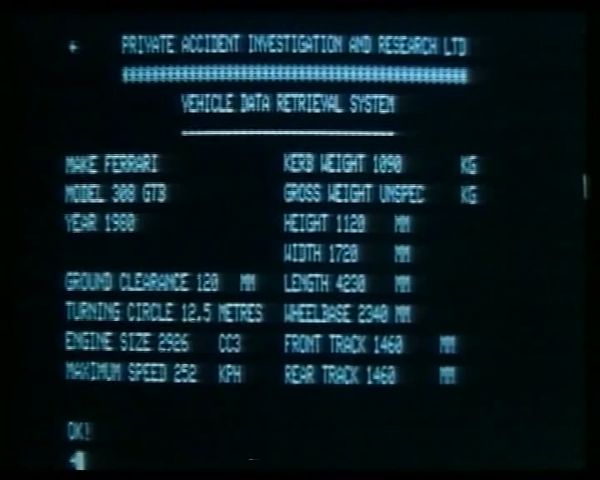 PRIVATE ACCIDENT INVESTIGATION AND RESEARCH LTD
VEHICLE DATA RETRIEVAL SYSTEM
MAKE FERRARI KERB WEIGHT 1090 KG
MODEL 308 GTB GROSS WEIGHT UNSPEC KG
YEAR 1980 HEIGHT 1120 MM
WIDTH 1720 MM
GROUND CLEARANCE 120 MM LENGTH 4230 MM
TURNING CIRCLE 12.5 METRES WHEELBASE 2340 MM
ENGINE SIZE 2926 CC3 FRONT TRACK 1460 MM
MAXIMUM SPEED 252 KPH REAR TRACK 1460 MM
OK!